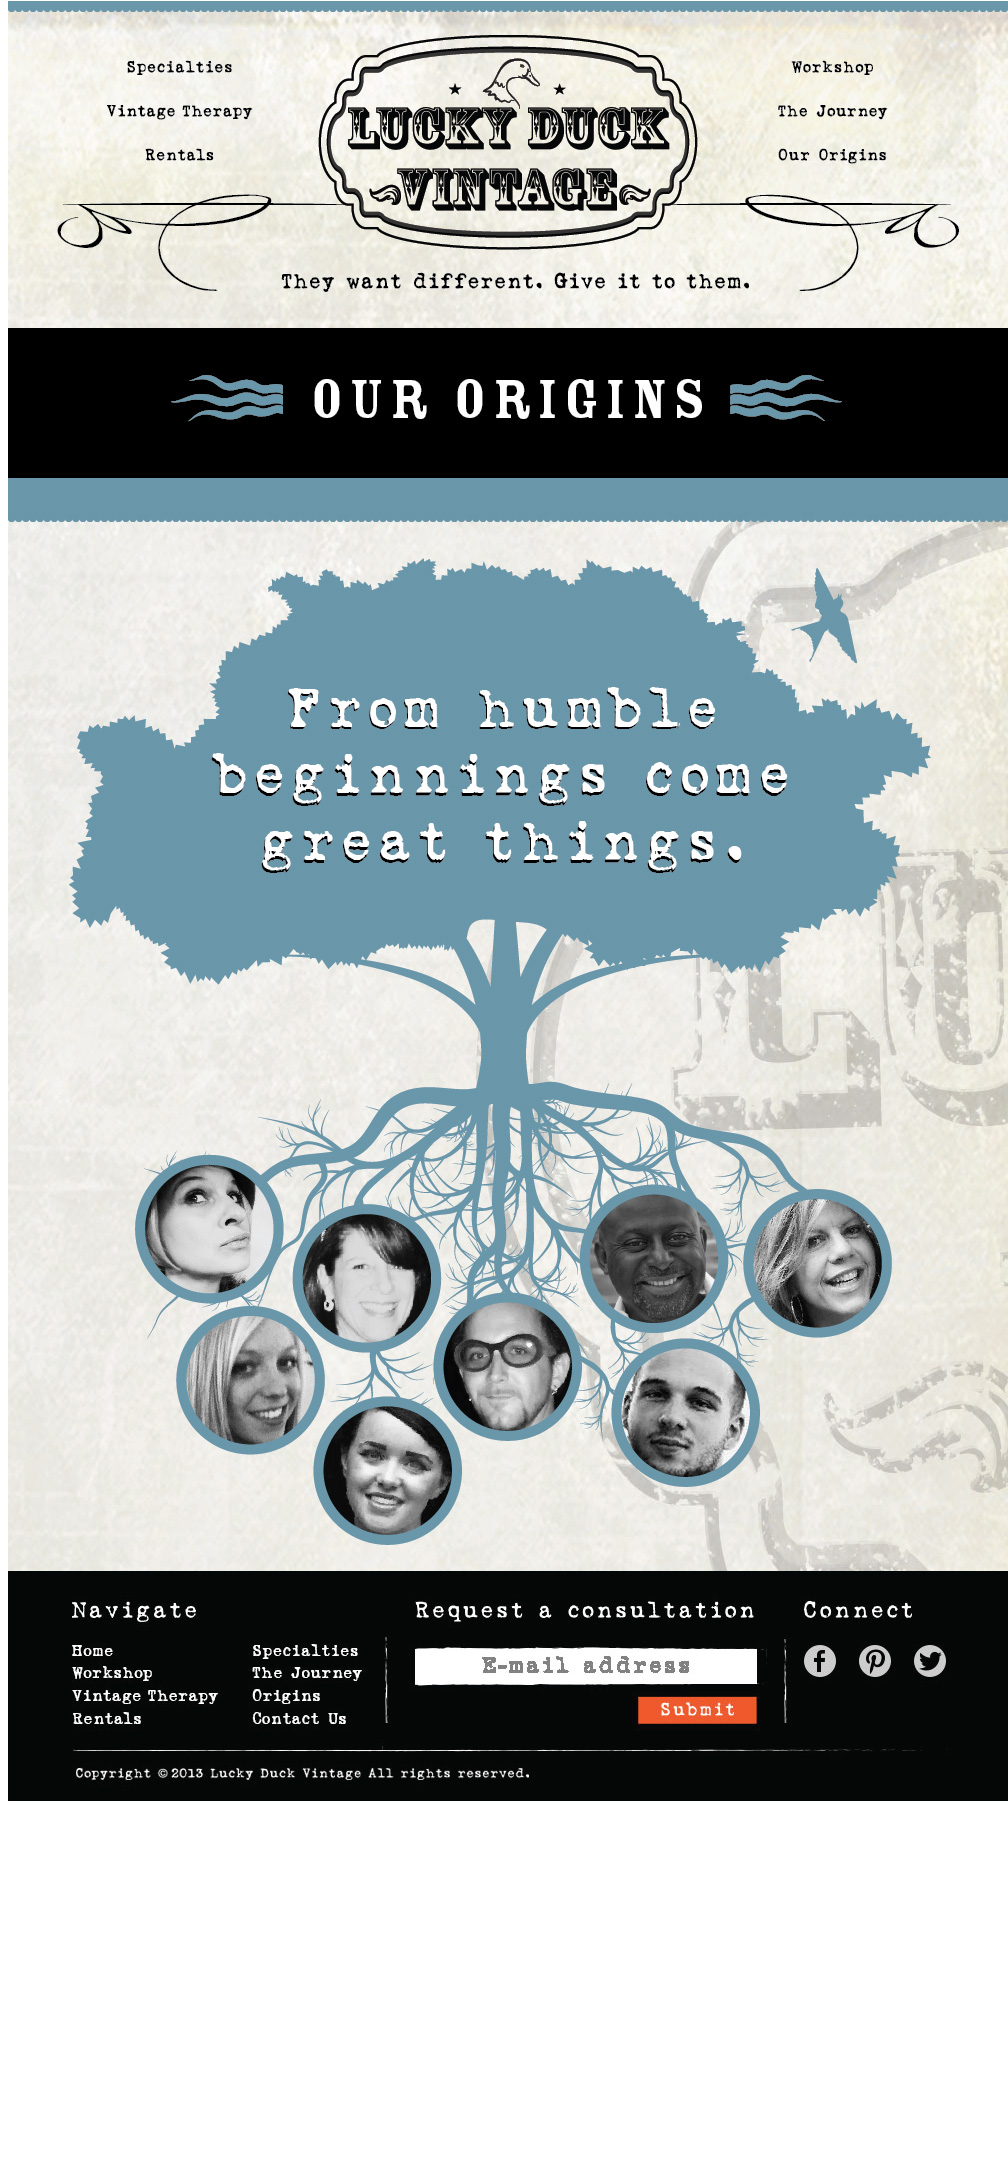 Specialties
Vintage Therapy
Rentals
LUCKY DUCK
VINTAGE
Workshop
The Journey
Our Origins
They want different. Give it to them.
OUR ORIGINS
From humble
beginnings come
great things.
LU
Navigate
Home
Workshop
Vintage Therapy
Rentals
Specialties
The Journey
Origins
Contact Us
Request a consultation
E-mail address
Submit
Connect
Copyright ©2013 Lucky Duck Vintage All rights reserved.